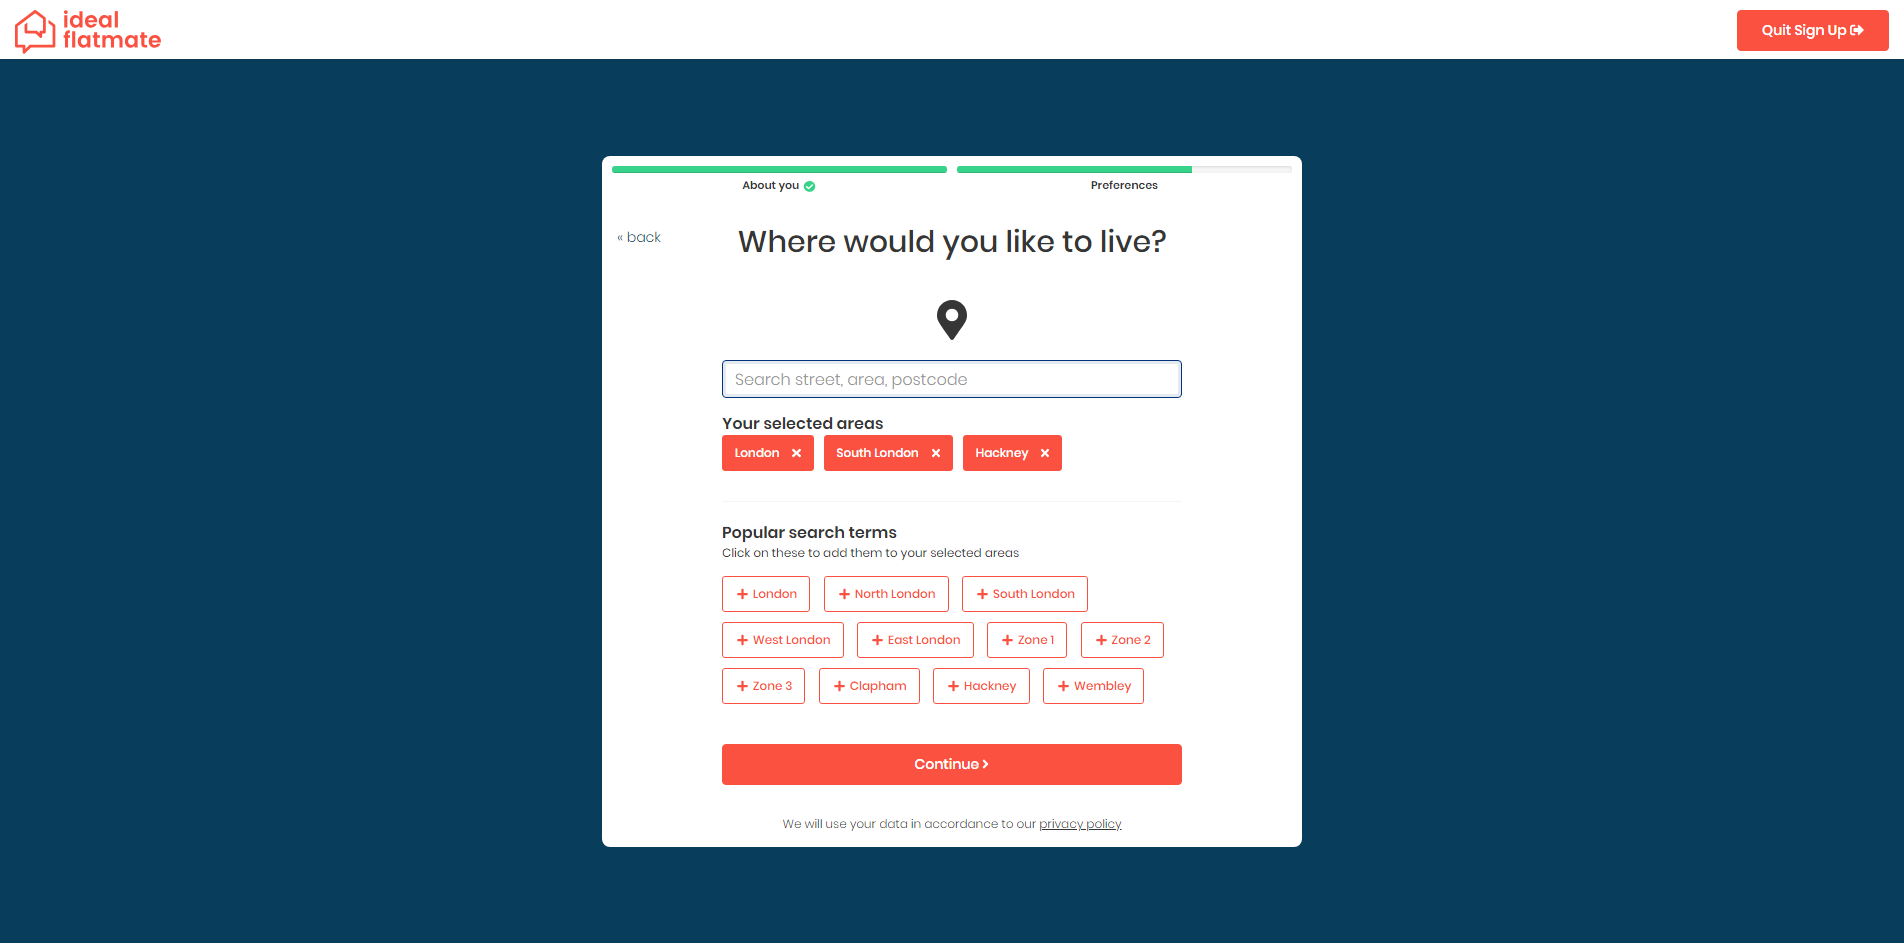 ideal
flatmate
Quit Sign Up
About you
Preferences
« back
Where would you like to live?
Search street, area, postcode
Your selected areas
London
South London
Hackney
Popular search terms
Click on these to add them to your selected areas
London
North London
South London
West London
East London
Zone 1
Zone 2
Zone 3
Clapham
Hackney
Wembley
Continue
We will use your data in accordance to our privacy policy